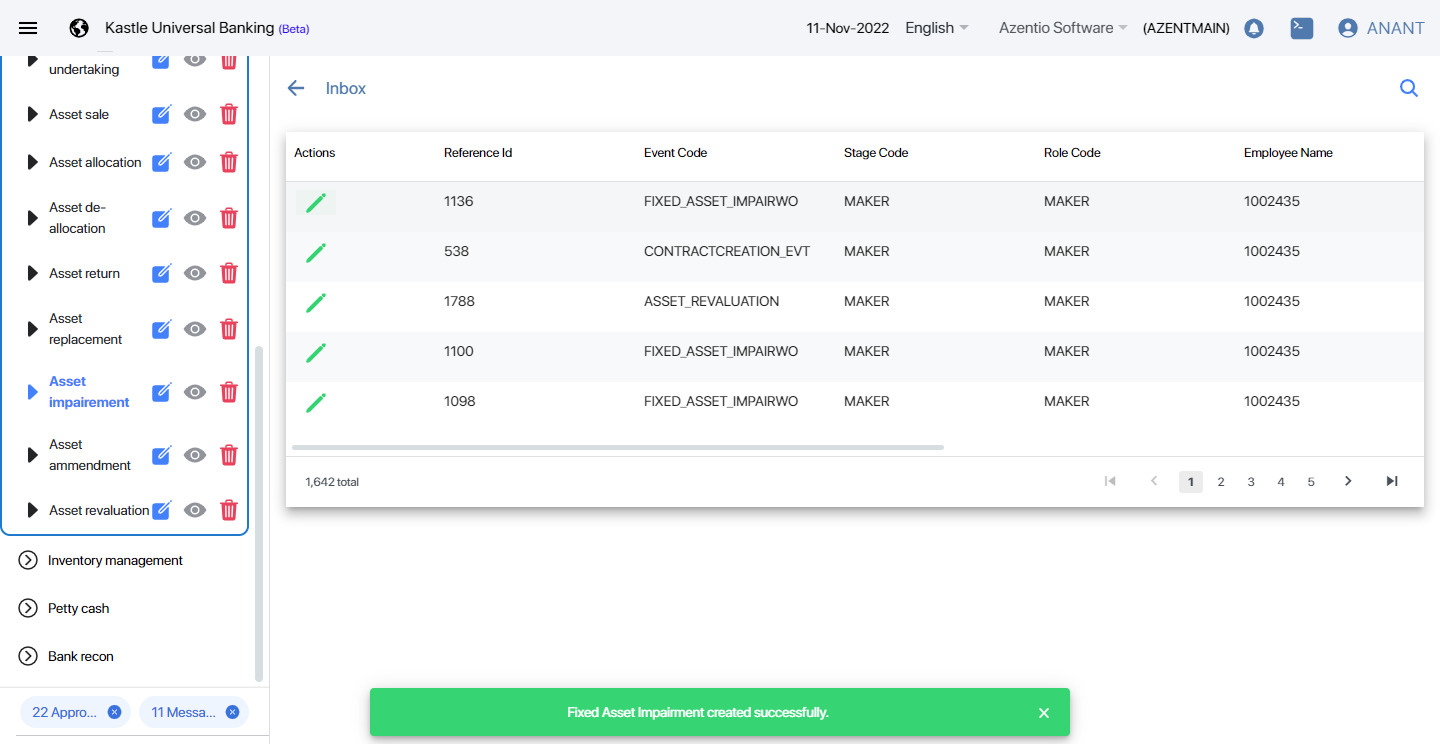 Kastle Universal Banking (Beta)
11-Nov-2022 English Azentio Software (AZENTMAIN) ANANT
undertaking
Asset sale
Asset allocation
Asset de-
allocation
Asset return
Asset
replacement
Asset
impairement
Asset
ammendment
Asset revaluation
Inventory management
Petty cash
Bank recon
22 Appro...
11 Messa...
Inbox
Actions Reference Id Event Code Stage Code Role Code Employee Name
1136 FIXED_ASSET_IMPAIRWO MAKER MAKER 1002435
538 CONTRACTCREATION_EVT MAKER MAKER 1002435
1788 ASSET_REVALUATION MAKER MAKER 1002435
1100 FIXED_ASSET_IMPAIRWO MAKER MAKER 1002435
1098 FIXED_ASSET_IMPAIRWO MAKER MAKER 1002435
1,642 total 1 2 3 4 5
Fixed Asset Impairment created successfully.